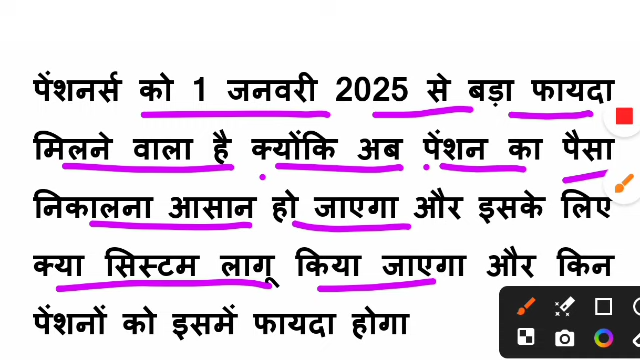 पेंशनर्स को 1 जनवरी 2025 से बड़ा फायदा
मिलने वाला है क्योंकि अब पेंशन का पैसा
निकालना आसान हो जाएगा और इसके लिए
क्या सिस्टम लागू किया जाएगा और किन
पेंशनों को इसमें फायदा होगा